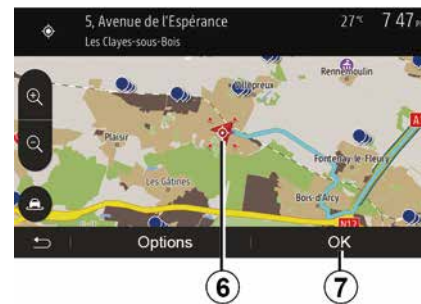 5, Avenue de l'Espérance
27°C
7 47
Les Clayes-sous-Bois
Rennemoulin
Plaisir
Fontenay-le-Fleury
Les Gâtines
Bois-d'Arcy
N12
Options
OK
6
7